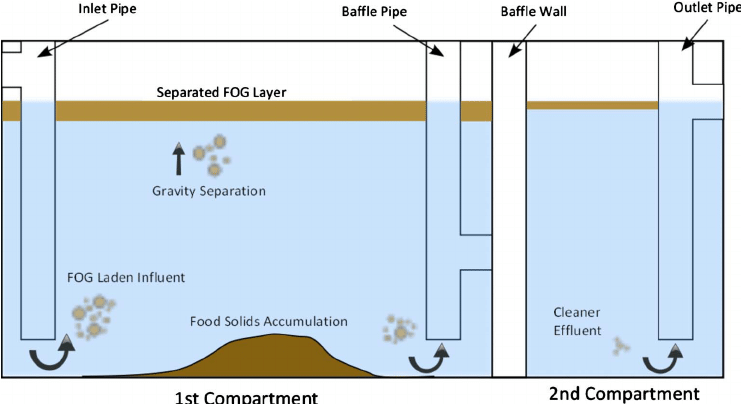 Inlet Pipe
Baffle Pipe
Baffle Wall
Outlet Pipe
Separated FOG Layer
Gravity Separation
FOG Laden Influent
Food Solids Accumulation
Cleaner
Effluent
1st Compartment
2nd Compartment